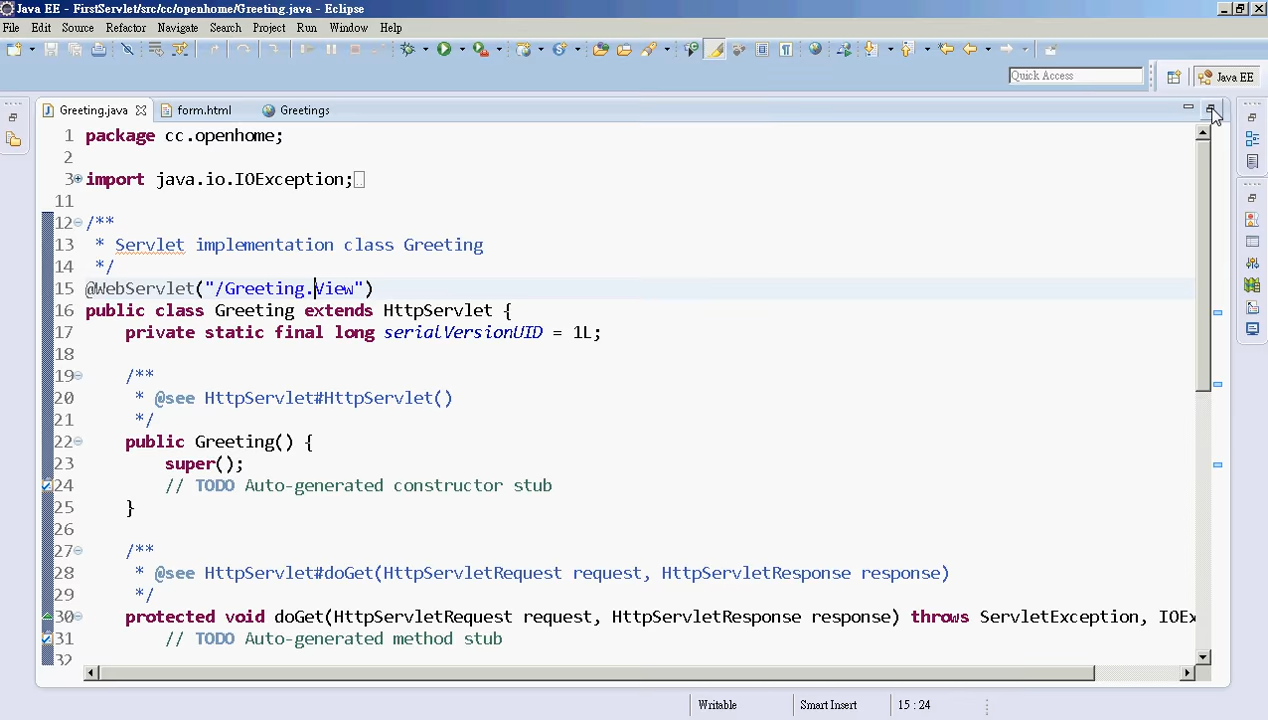 Java EE - FirstServlet/src/cc/openhome/Greeting.java - Eclipse
File Edit Source Refactor Navigate Search Project Run Window Help
Quick Access
Java EE
Greeting.java form.html Greetings
1 package cc.openhome;
2
3 import java.io.IOException;
11
12 /**
13 * Servlet implementation class Greeting
14 */
15 @WebServlet("/Greeting.View")
16 public class Greeting extends HttpServlet {
17 private static final long serialVersionUID = 1L;
18
19 /**
20 * @see HttpServlet#HttpServlet()
21 */
22 public Greeting() {
23 super();
24 // TODO Auto-generated constructor stub
25 }
26
27 /**
28 * @see HttpServlet#doGet(HttpServletRequest request, HttpServletResponse response)
29 */
30 protected void doGet(HttpServletRequest request, HttpServletResponse response) throws ServletException, IOEx
31 // TODO Auto-generated method stub
32
Writable Smart Insert 15 : 24